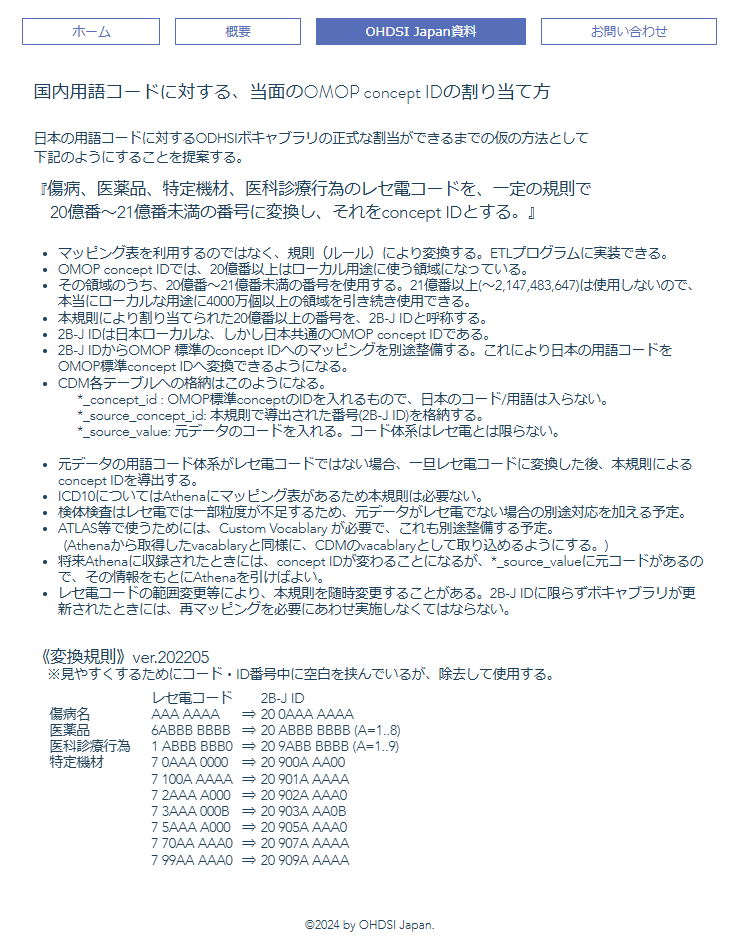 ホーム
概要
OHDSI Japan資料
お問い合わせ
国内用語コードに対する、当面のOMOP concept IDの割り当て方
日本の用語コードに対するODHSIボキャブラリの正式な割当ができるまでの仮の方法として
下記のようにすることを提案する。
『傷病、医薬品、特定機材、医科診療行為のレセ電コードを、一定の規則で
20億番～21億番未満の番号に変換し、それをconcept IDとする。』
• マッピング表を利用するのではなく、規則（ルール）により変換する。ETLプログラムに実装できる。
• OMOP concept IDでは、20億番以上はローカル用途に使う領域になっている。
• その領域のうち、20億番～21億番未満の番号を使用する。21億番以上(～2,147,483,647)は使用しないので、
本当にローカルな用途に4000万個以上の領域を引き続き使用できる。
• 本規則により割り当てられた20億番以上の番号を、2B-J IDと呼称する。
• 2B-J IDは日本ローカルな、しかし日本共通のOMOP concept IDである。
• 2B-J IDからOMOP 標準のconcept IDへのマッピングを別途整備する。これにより日本の用語コードを
OMOP標準concept IDへ変換できるようになる。
• CDM各テーブルへの格納はこのようになる。
*_concept_id : OMOP標準conceptのIDを入れるもので、日本のコード/用語は入らない。
*_source_concept_id: 本規則で導出された番号(2B-J ID)を格納する。
*_source_value: 元データのコードを入れる。コード体系はレセ電とは限らない。
• 元データの用語コード体系がレセ電コードではない場合、一旦レセ電コードに変換した後、本規則による
concept IDを導出する。
• ICD10についてはAthenaにマッピング表があるため本規則は必要ない。
• 検体検査はレセ電では一部粒度が不足するため、元データがレセ電でない場合の別途対応を加える予定。
• ATLAS等で使うためには、Custom Vocablary が必要で、これも別途整備する予定。
(Athenaから取得したvacablaryと同様に、CDMのvacablaryとして取り込めるようにする。)
• 将来Athenaに収録されたときには、concept IDが変わることになるが、*_source_valueに元コードがあるの
で、その情報をもとにAthenaを引けばよい。
• レセ電コードの範囲変更等により、本規則を随時変更することがある。2B-J IDに限らずボキャブラリが更
新されたときには、再マッピングを必要にあわせ実施しなくてはならない。
《変換規則》ver.202205
※見やすくするためにコード・ID番号中に空白を挟んでいるが、除去して使用する。
レセ電コード 2B-J ID
傷病名 AAA AAAA ⇒ 20 0AAA AAAA
医薬品 6ABBB BBBB ⇒ 20 ABBB BBBB (A=1..8)
医科診療行為 1 ABBB BBB0 ⇒ 20 9ABB BBBB (A=1..9)
特定機材 7 0AAA 0000 ⇒ 20 900A AA00
7 100A AAAA ⇒ 20 901A AAAA
7 2AAA A000 ⇒ 20 902A AAA0
7 3AAA 000B ⇒ 20 903A AA0B
7 5AAA A000 ⇒ 20 905A AAA0
7 70AA AAA0 ⇒ 20 907A AAAA
7 99AA AAA0 ⇒ 20 909A AAAA
©2024 by OHDSI Japan.